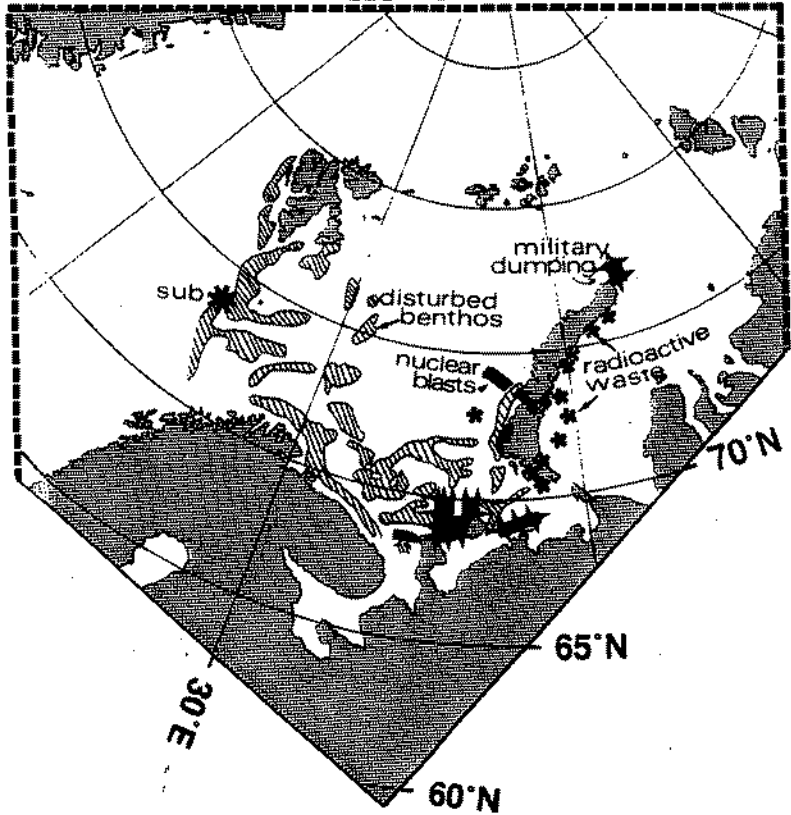 military
dumping
sub
disturbed
benthos
nuclear
blasts
radioactive
waste
70°N
65°N
30°E
60°N